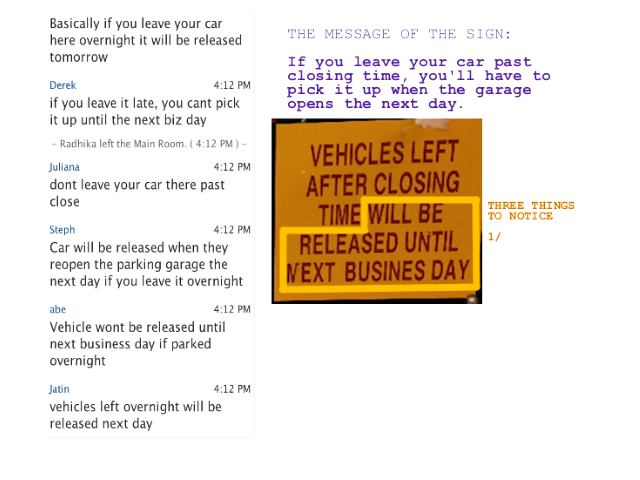 Basically if you leave your car
here overnight it will be released
tomorrow
Derek 4:12 PM
if you leave it late, you cant pick
it up until the next biz day
– Radhika left the Main Room. ( 4:12 PM ) –
Juliana 4:12 PM
dont leave your car there past
close
Steph 4:12 PM
Car will be released when they
reopen the parking garage the
next day if you leave it overnight
abe 4:12 PM
Vehicle wont be released until
next business day if parked
overnight
Jatin 4:12 PM
vehicles left overnight will be
released next day
THE MESSAGE OF THE SIGN:
If you leave your car past
closing time, you'll have to
pick it up when the garage
opens the next day.
VEHICLES LEFT
AFTER CLOSING
TIME WILL BE
RELEASED UNTIL
NEXT BUSINES DAY
THREE THINGS
TO NOTICE
1/